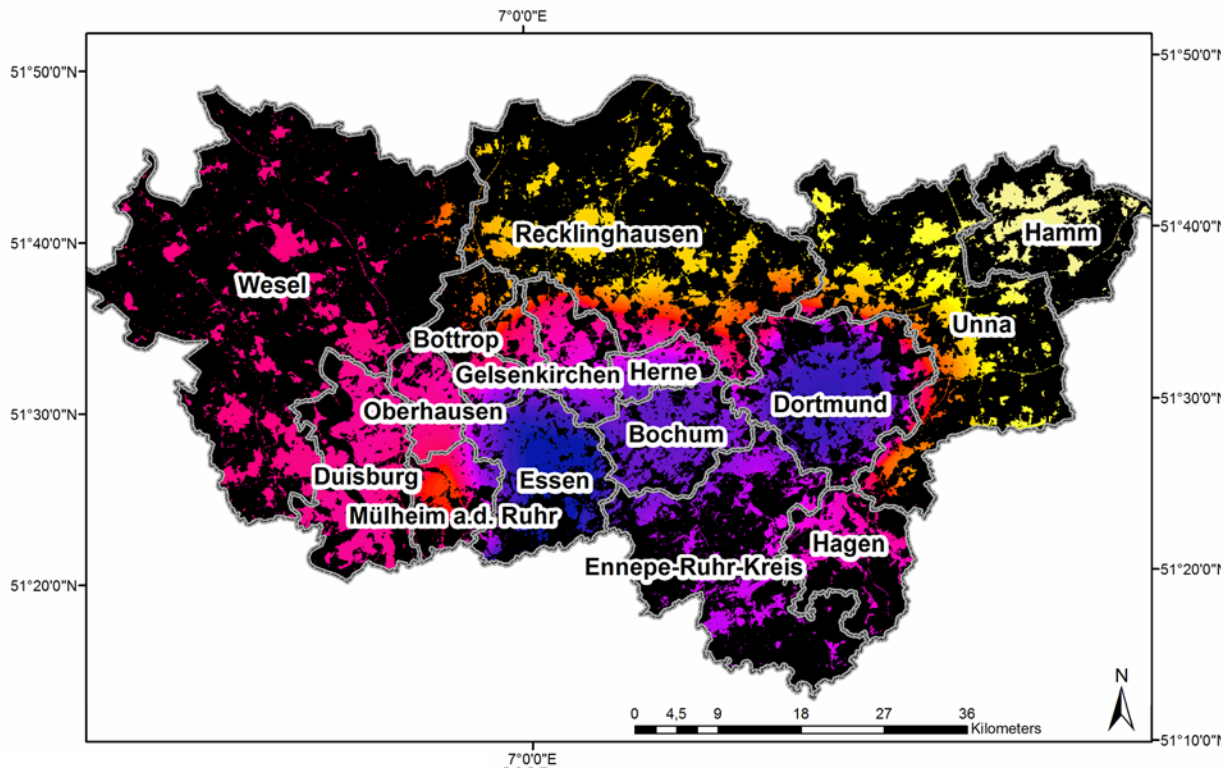 7°0'0"E
51°50'0"N
51°50'0"N
51°40'0"N
51°40'0"N
Recklinghausen
Hamm
Wesel
Unna
Bottrop
Gelsenkirchen
Herne
51°30'0"N
51°30'0"N
Oberhausen
Dortmund
Bochum
Duisburg
Essen
Mülheim a.d. Ruhr
Hagen
Ennepe-Ruhr-Kreis
51°20'0"N
51°20'0"N
N
0 4,5 9 18 27 36
Kilometers
51°10'0"N
7°0'0"E